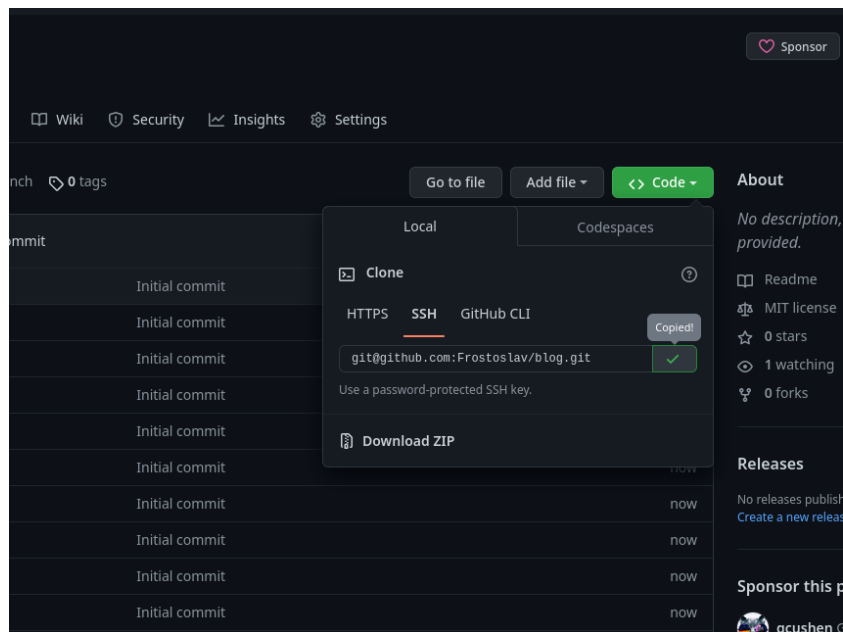 Sponsor
Wiki Security Insights Settings
0 tags Go to file Add file Code
Local Codespaces
Clone
HTTPS SSH GitHub CLI
Copied!
git@github.com:Frostoslav/blog.git
Use a password-protected SSH key.
Download ZIP
Initial commit
Initial commit
Initial commit
Initial commit
Initial commit
Initial commit
Initial commit now
Initial commit now
Initial commit now
Initial commit now
About
No description,
provided.
Readme
MIT license
0 stars
1 watching
0 forks
Releases
No releases publish
Create a new releas
Sponsor this p
gcushen